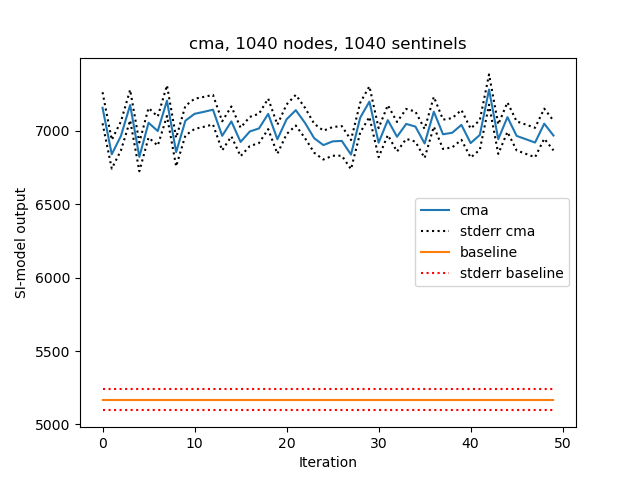 cma, 1040 nodes, 1040 sentinels
SI-model output
7000
6500
6000
5500
5000
cma
stderr cma
baseline
stderr baseline
0 10 20 30 40 50
Iteration